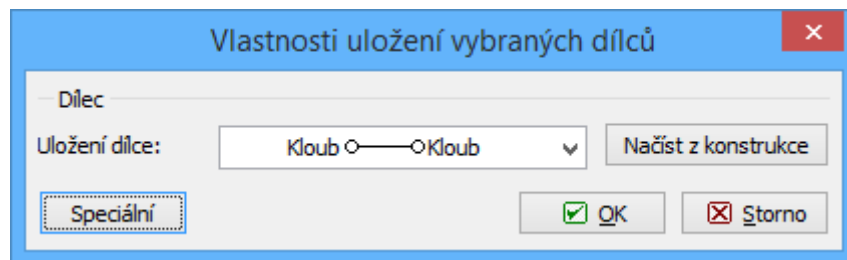 Vlastnosti uložení vybraných dílců
Dílec
Uložení dílce: Kloub Kloub Načíst z konstrukce
Speciální OK Storno